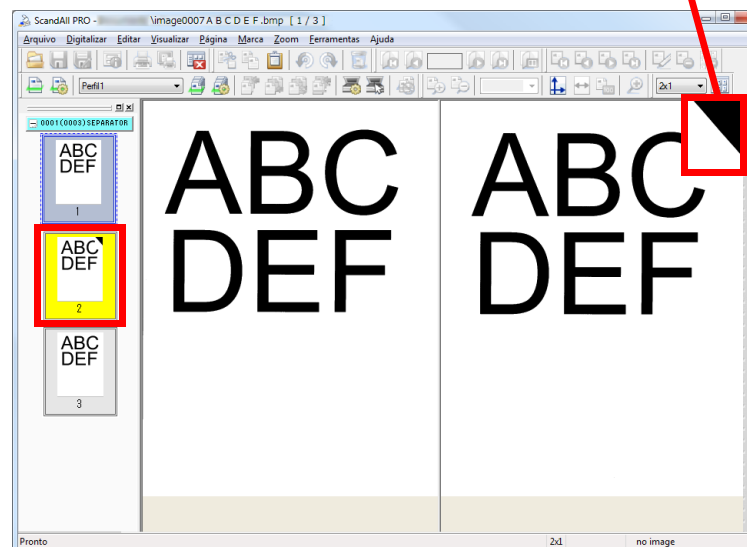 ScandAll PRO - \image0007 A B C D E F .bmp [ 1 / 3 ]
Arquivo Digitalizar Editar Visualizar Página Marca Zoom Ferramentas Ajuda
Perfil1
2x1
0001(0003)SEPARATOR
ABC
DEF
1
ABC
DEF
2
ABC
DEF
3
ABC
DEF
ABC
DEF
Pronto
2x1
no image